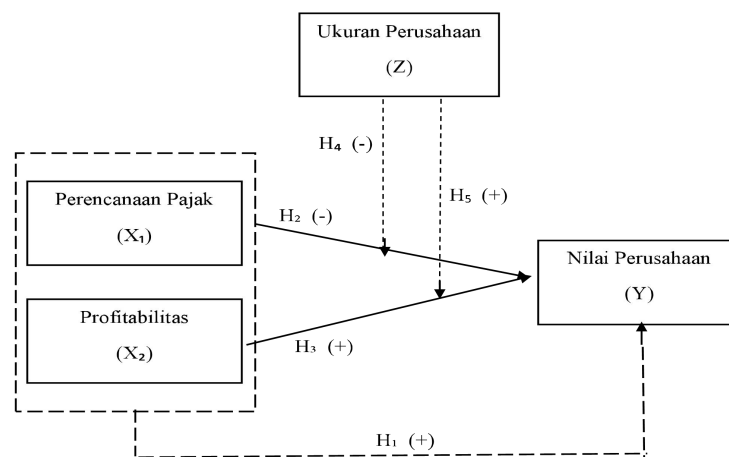 Ukuran Perusahaan
(Z)
H₄ (-)
H₅ (+)
Perencanaan Pajak
(X₁)
H₂ (-)
Nilai Perusahaan
(Y)
Profitabilitas
(X₂)
H₃ (+)
H₁ (+)